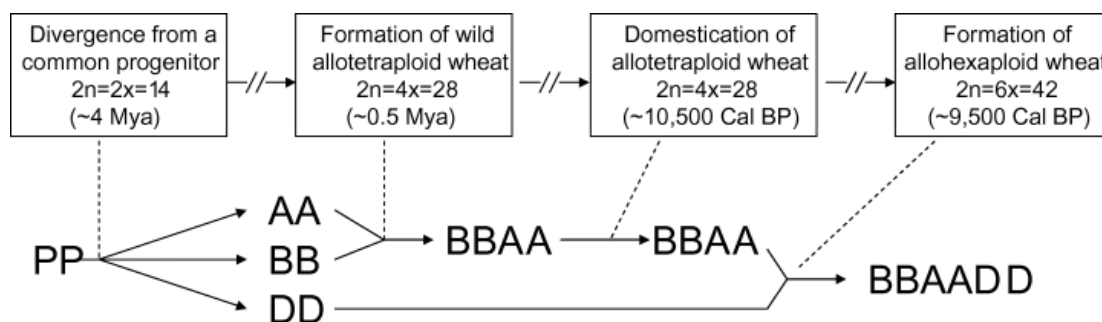 Divergence from a
common progenitor
2n=2x=14
(~4 Mya)
Formation of wild
allotetraploid wheat
2n=4x=28
(~0.5 Mya)
Domestication of
allotetraploid wheat
2n=4x=28
(~10,500 Cal BP)
Formation of
allohexaploid wheat
2n=6x=42
(~9,500 Cal BP)
PP
AA
BB
DD
BBAA
BBAA
BBAADD